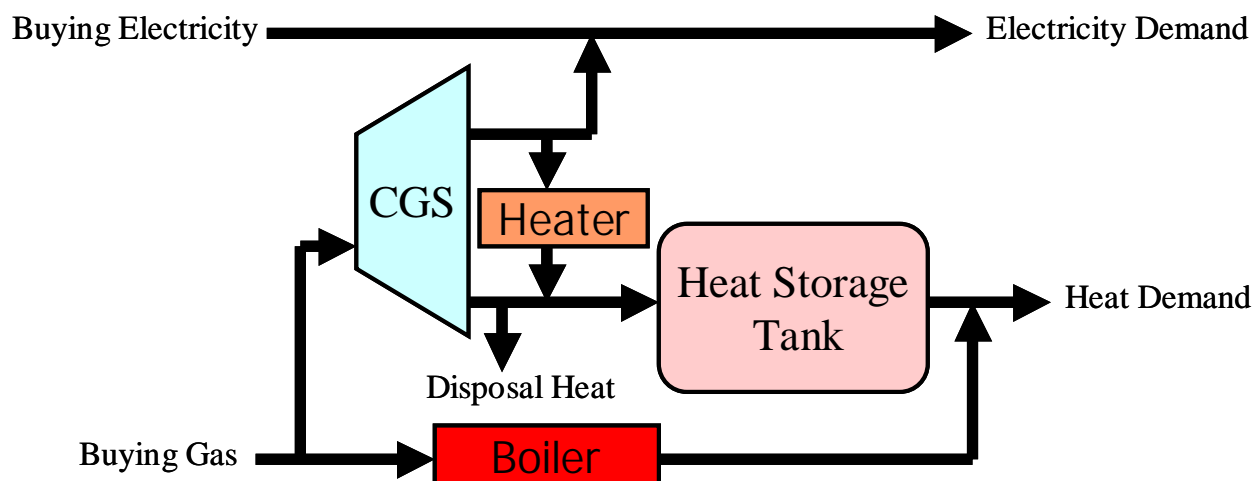 Buying Electricity
Electricity Demand
CGS
Heater
Heat Storage
Tank
Heat Demand
Disposal Heat
Buying Gas
Boiler